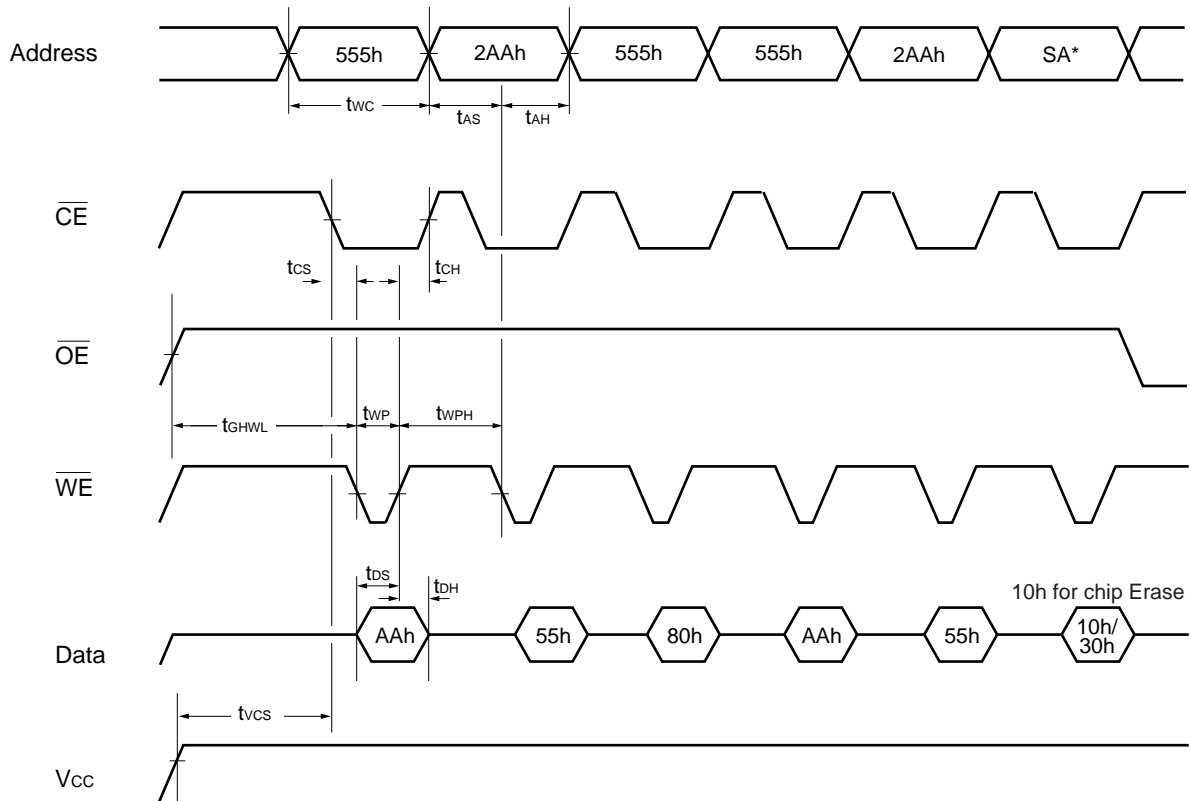 Address
555h 2AAh 555h 555h 2AAh SA*
tWC tAS tAH
CE
tCS tCH
OE
tGHWL tWP tWPH
WE
tDS tDH
10h for chip Erase
Data
AAh 55h 80h AAh 55h 10h/
30h
tVCS
VCC